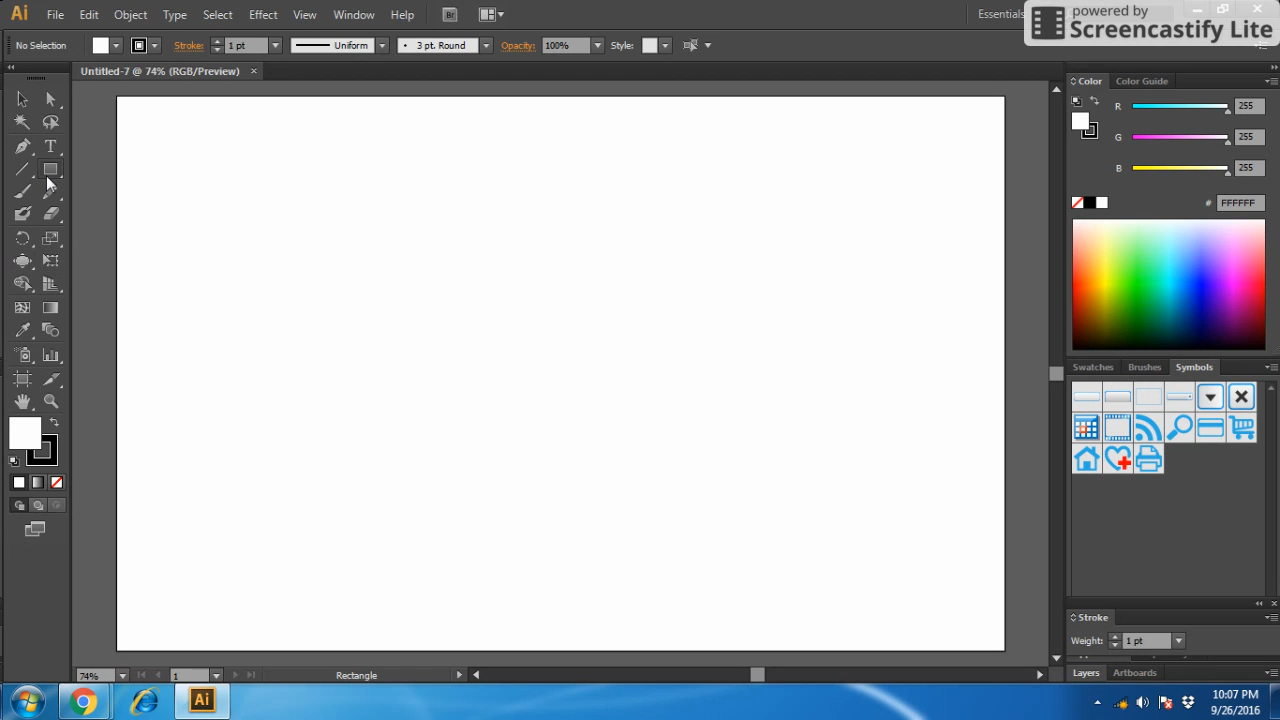 Ai File Edit Object Type Select Effect View Window Help Br Essentials
powered by
Screencastify Lite
No Selection Stroke: 1 pt Uniform 3 pt. Round Opacity: 100% Style:
Untitled-7 @ 74% (RGB/Preview)
Color Color Guide
R 255
G 255
B 255
# FFFFFF
T
Swatches Brushes Symbols
Stroke
Weight: 1 pt
Layers Artboards
74% 1 Rectangle
Ai
10:07 PM
9/26/2016